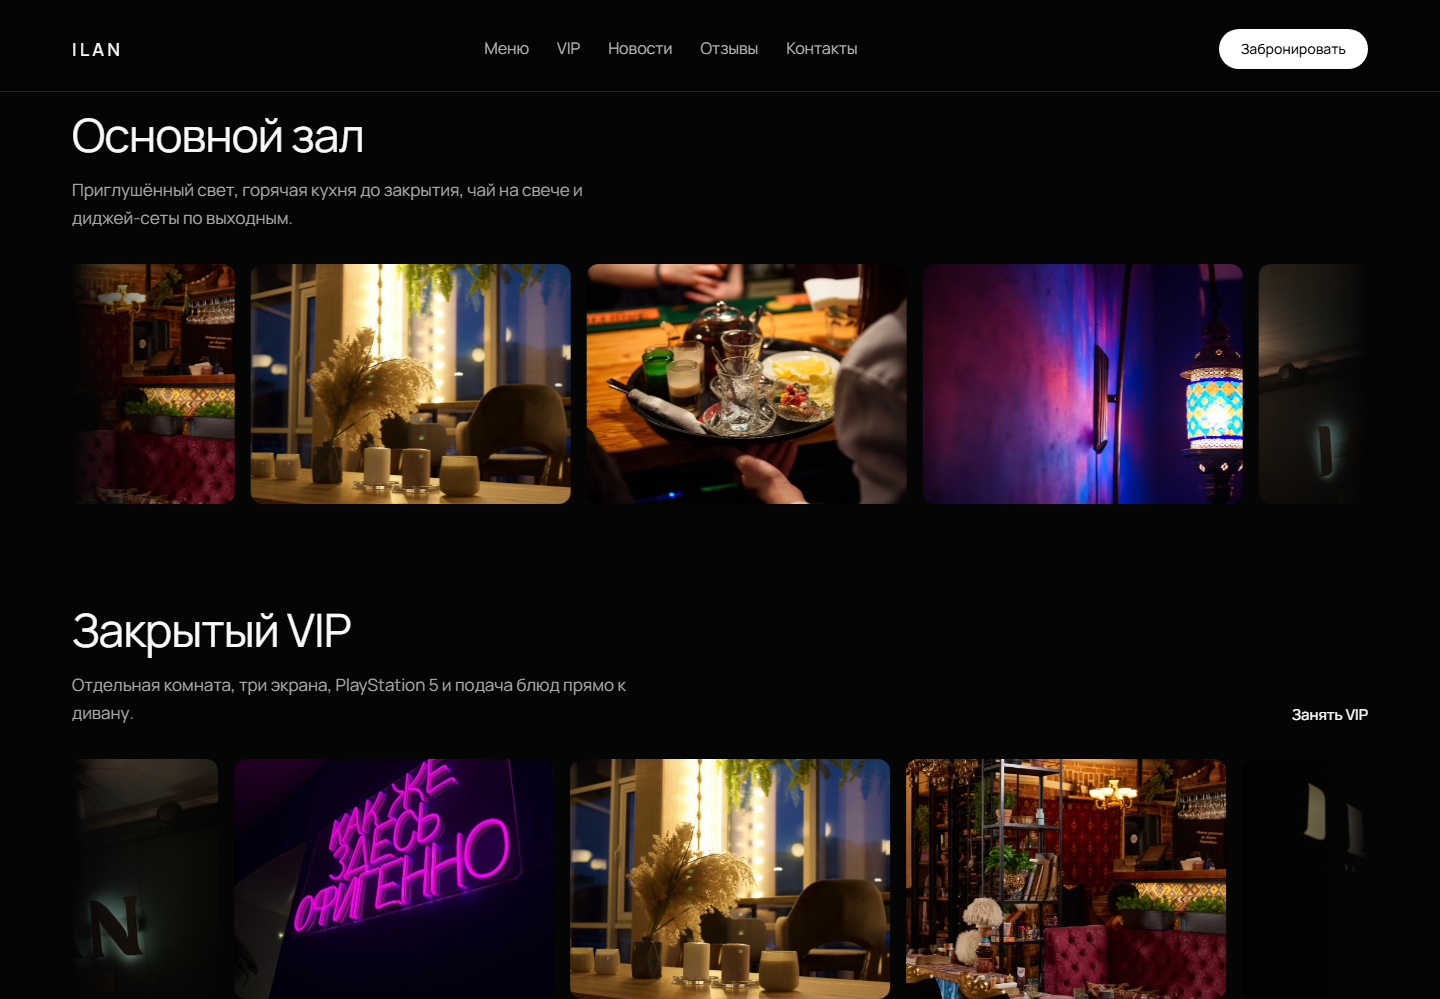 ILAN
Меню
VIP
Новости
Отзывы
Контакты
Забронировать
Основной зал
Приглушённый свет, горячая кухня до закрытия, чай на свече и
диджей-сеты по выходным.
Закрытый VIP
Отдельная комната, три экрана, PlayStation 5 и подача блюд прямо к
дивану.
Занять VIP
N
КАК ЖЕ
ЗДЕСЬ
ОФИГЕННО